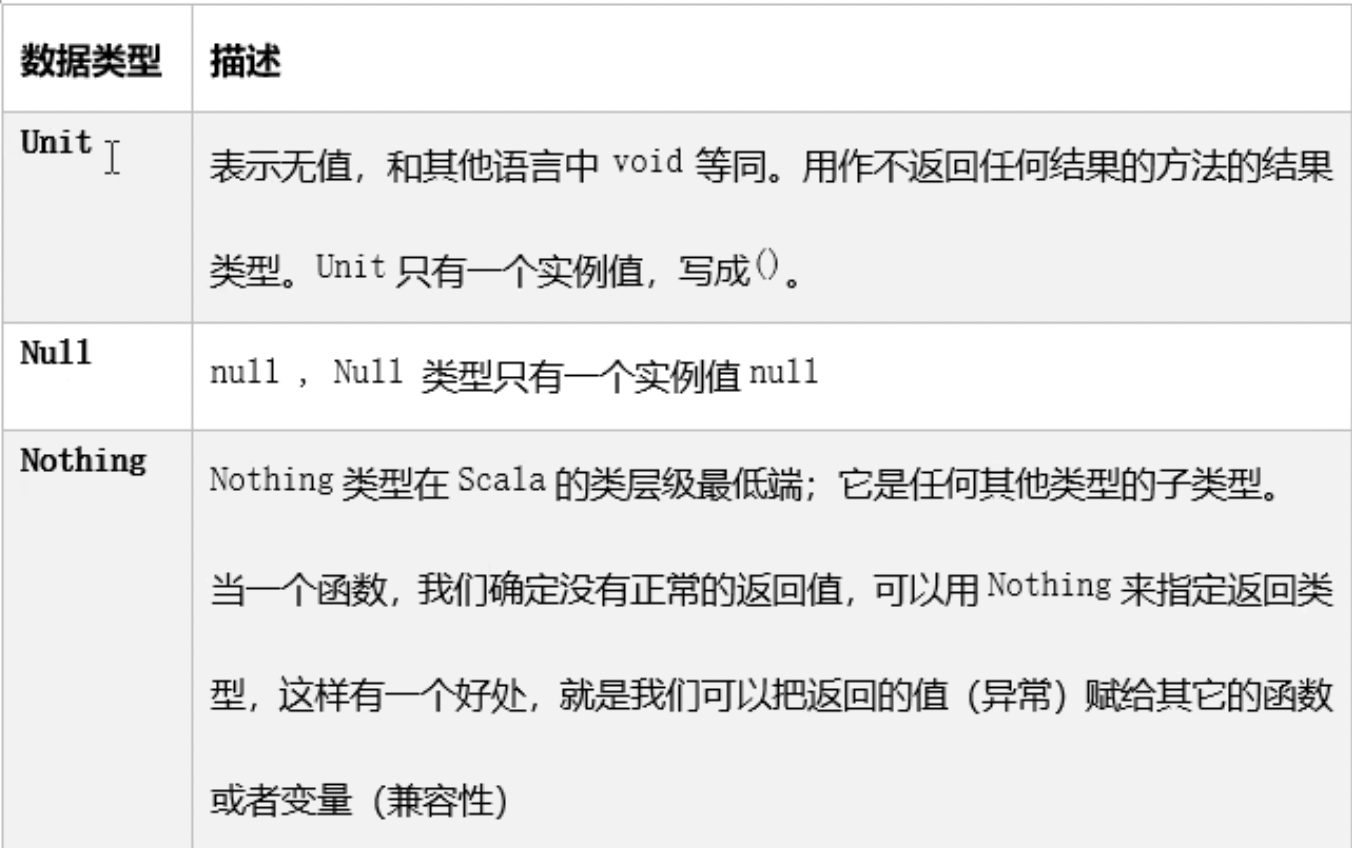 数据类型 描述
Unit
表示无值，和其他语言中 void 等同。用作不返回任何结果的方法的结果
类型。Unit 只有一个实例值，写成()。
Null
null , Null 类型只有一个实例值 null
Nothing
Nothing 类型在 Scala 的类层级最低端；它是任何其他类型的子类型。
当一个函数，我们确定没有正常的返回值，可以用 Nothing 来指定返回类
型，这样有一个好处，就是我们可以把返回的值（异常）赋给其它的函数
或者变量（兼容性）